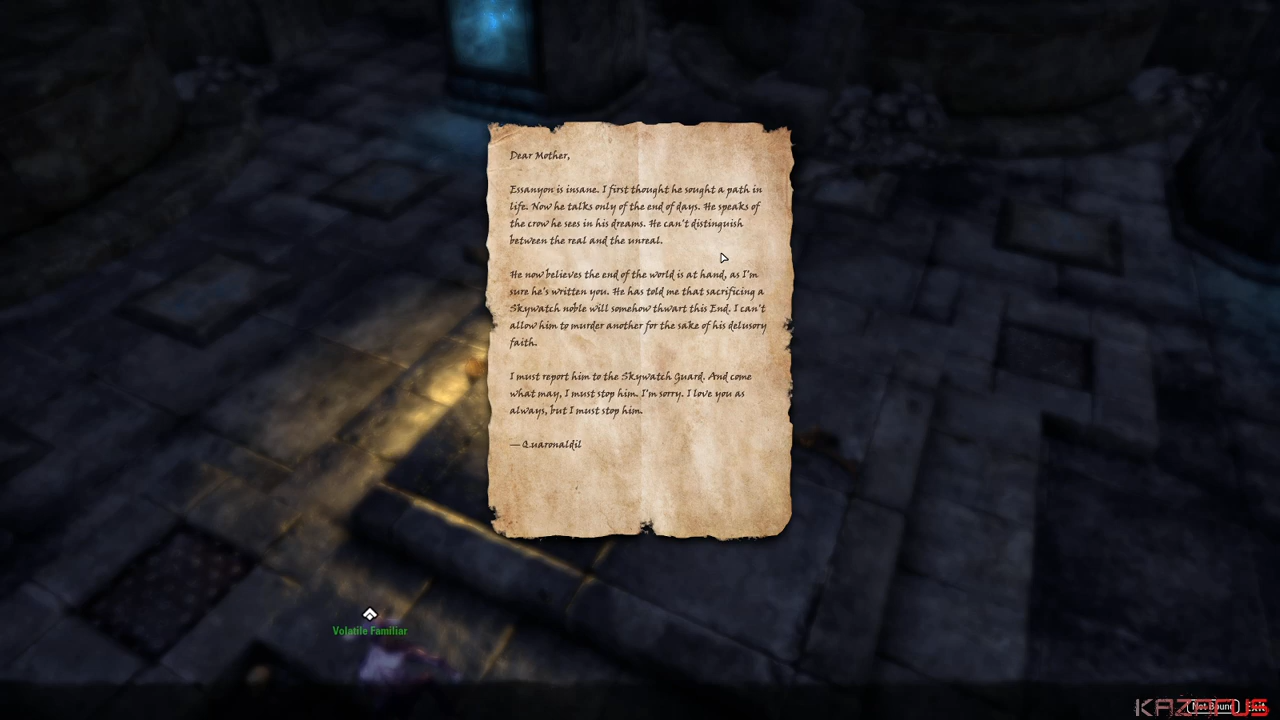 Dear Mother,
Essanyon is insane. I first thought he sought a path in
life. Now he talks only of the end of days. He speaks of
the crow he sees in his dreams. He can't distinguish
between the real and the unreal.
He now believes the end of the world is at hand, as I'm
sure he's written you. He has told me that sacrificing a
Skywatch noble will somehow thwart this End. I can't
allow him to murder another for the sake of his delusory
faith.
I must report him to the Skywatch Guard. And come
what may, I must stop him. I'm sorry. I love you as
always, but I must stop him.
— Quaronaldil
Volatile Familiar
KAZARUS
Not Bound Exit